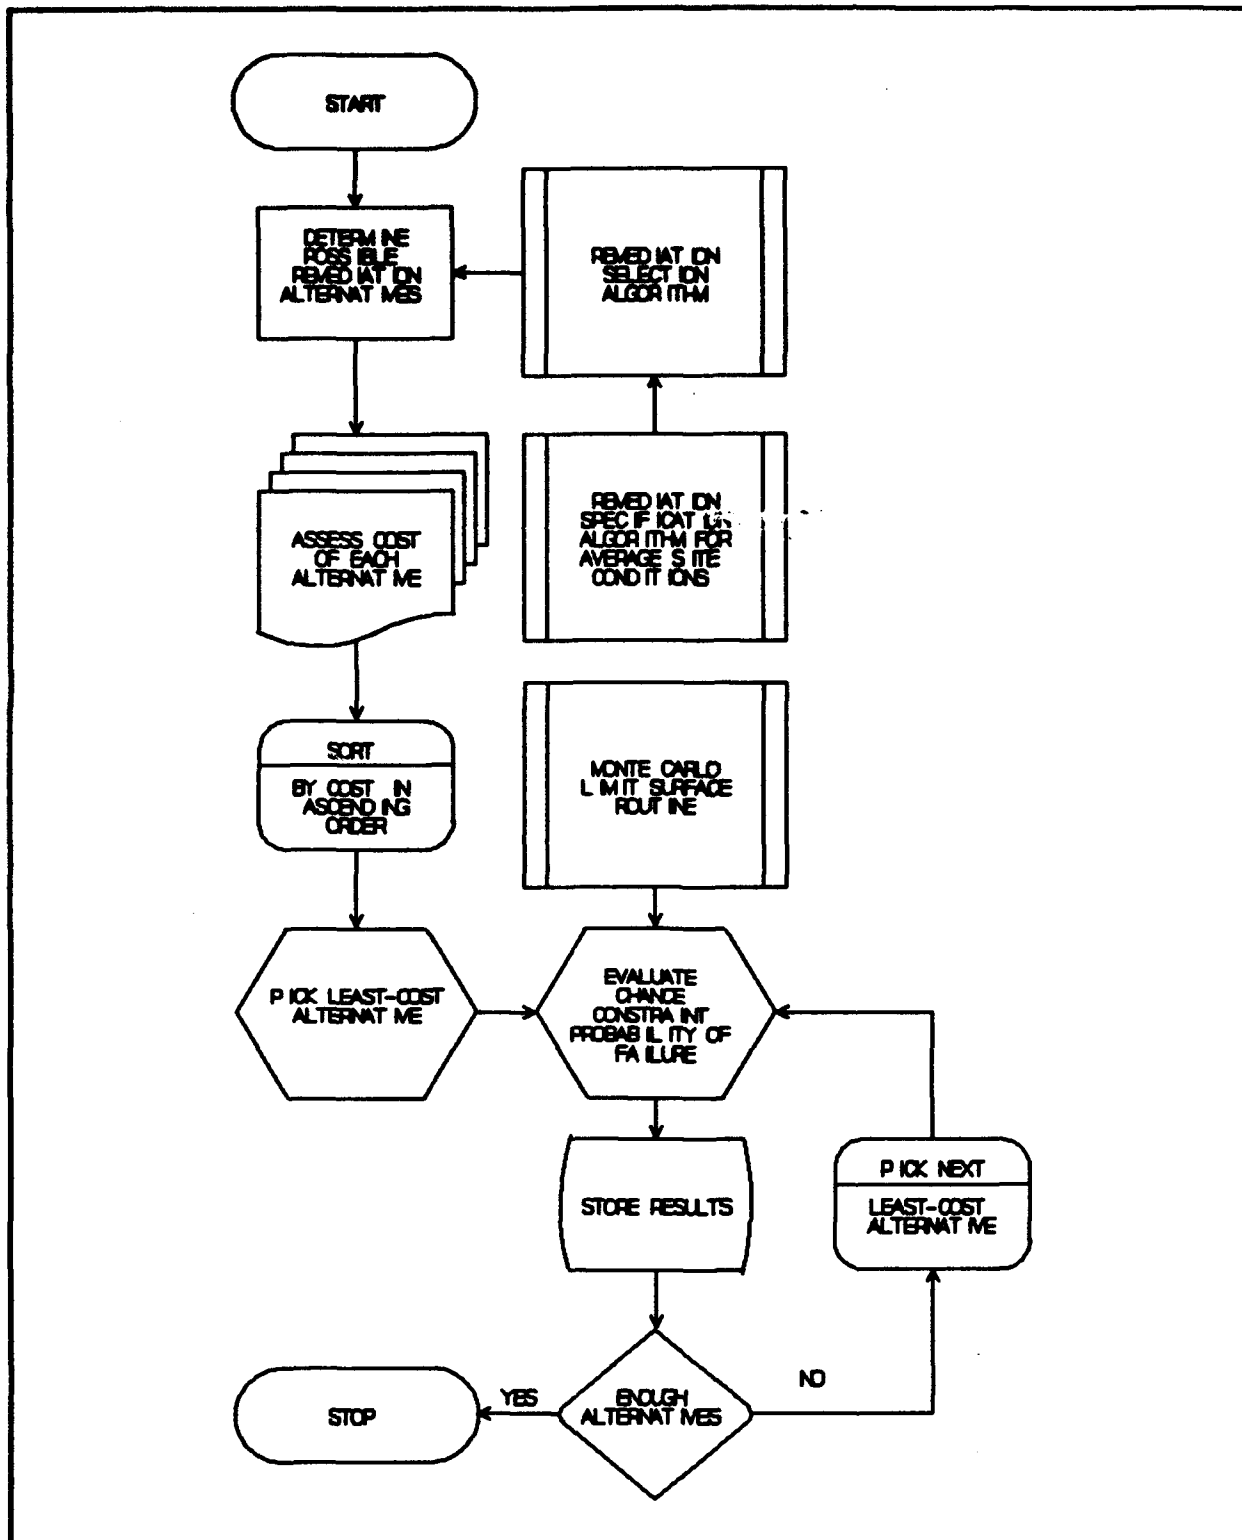 START
DETERMINE
POSSIBLE
REMEDIATION
ALTERNATIVES
REMEDIATION
SELECTION
ALGORITHM
ASSESS COST
OF EACH
ALTERNATIVE
REMEDIATION
SPECIFICATION
ALGORITHM FOR
AVERAGE SITE
CONDITIONS
SORT
BY COST IN
ASCENDING
ORDER
MONTE CARLO
LIMIT SURFACE
ROUTINE
PICK LEAST-COST
ALTERNATIVE
EVALUATE
CHANCE
CONSTRAINT
PROBABILITY OF
FAILURE
STORE RESULTS
PICK NEXT
LEAST-COST
ALTERNATIVE
STOP
YES
ENOUGH
ALTERNATIVES
NO